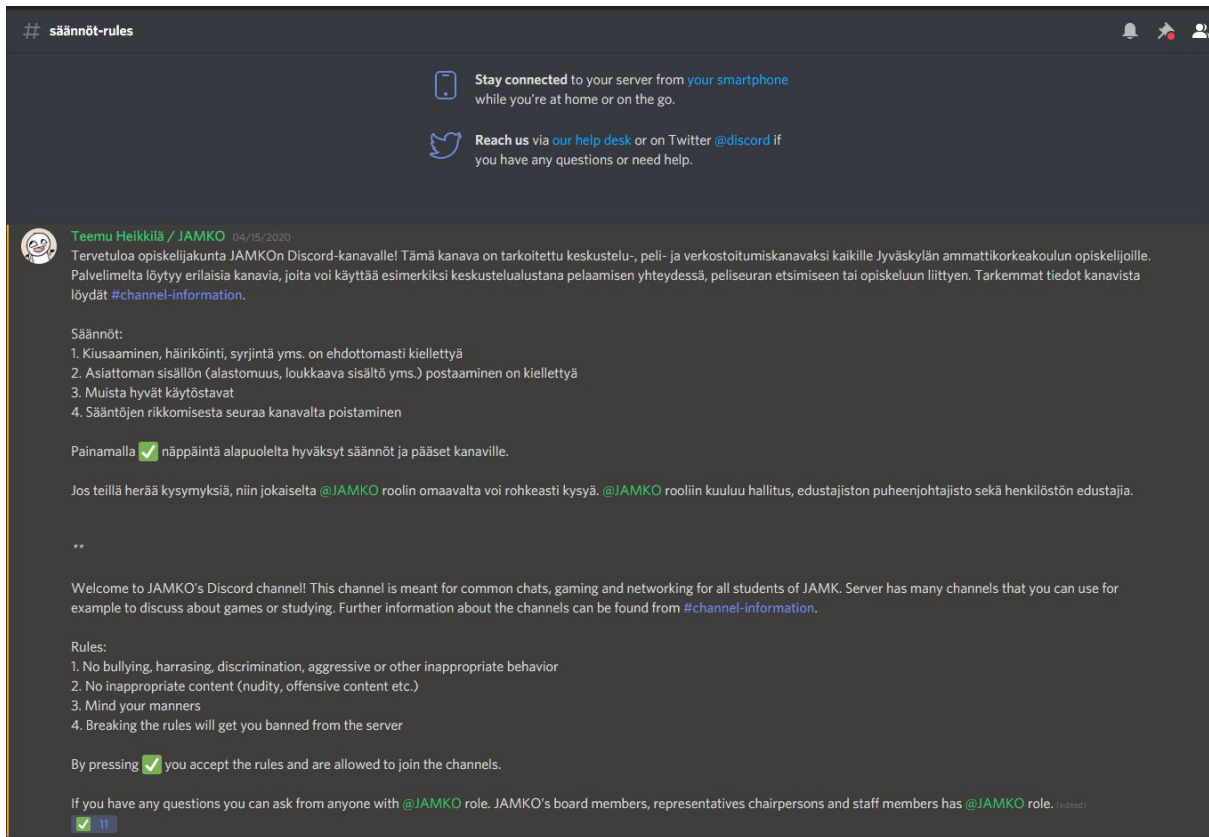 # säännöt-rules
Stay connected to your server from your smartphone
while you're at home or on the go.
Reach us via our help desk or on Twitter @discord if
you have any questions or need help.
Teemu Heikkilä / JAMKO 04/15/2020
Tervetuloa opiskelijakunta JAMKOn Discord-kanavalle! Tämä kanava on tarkoitettu keskustelu-, peli- ja verkostoitumiskanavaksi kaikille Jyväskylän ammattikorkeakoulun opiskelijoille.
Palvelimelta löytyy erilaisia kanavia, joita voi käyttää esimerkiksi keskustelualustana pelaamisen yhteydessä, peliseuran etsimiseen tai opiskeluun liittyen. Tarkemmat tiedot kanavista
löydät #channel-information.
Säännöt:
1. Kiusaaminen, häiriköinti, syrjintä yms. on ehdottomasti kiellettyä
2. Asiattoman sisällön (alastomuus, loukkaava sisältö yms.) postaaminen on kiellettyä
3. Muista hyvät käytöstavat
4. Sääntöjen rikkomisesta seuraa kanavalta poistaminen
Painamalla ✅ näppäintä alapuolelta hyväksyt säännöt ja pääset kanaville.
Jos teillä herää kysymyksiä, niin jokaiselta @JAMKO roolin omaavalta voi rohkeasti kysyä. @JAMKO rooliin kuuluu hallitus, edustajiston puheenjohtajisto sekä henkilöstön edustajia.
**
Welcome to JAMKO's Discord channel! This channel is meant for common chats, gaming and networking for all students of JAMK. Server has many channels that you can use for
example to discuss about games or studying. Further information about the channels can be found from #channel-information.
Rules:
1. No bullying, harrasing, discrimination, aggressive or other inappropriate behavior
2. No inappropriate content (nudity, offensive content etc.)
3. Mind your manners
4. Breaking the rules will get you banned from the server
By pressing ✅ you accept the rules and are allowed to join the channels.
If you have any questions you can ask from anyone with @JAMKO role. JAMKO's board members, representatives chairpersons and staff members has @JAMKO role. (edited)
✅ 11